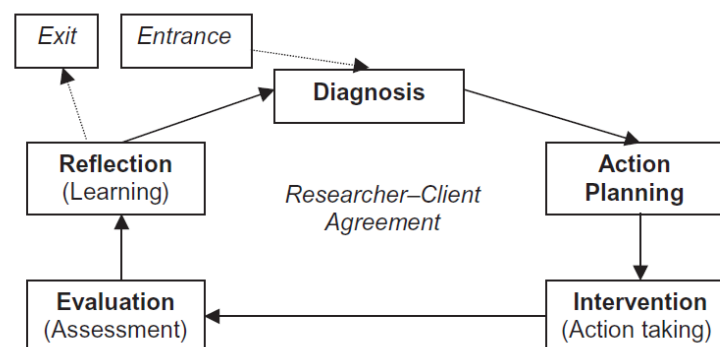 Exit
Entrance
Diagnosis
Action
Planning
Intervention
(Action taking)
Evaluation
(Assessment)
Reflection
(Learning)
Researcher–Client
Agreement